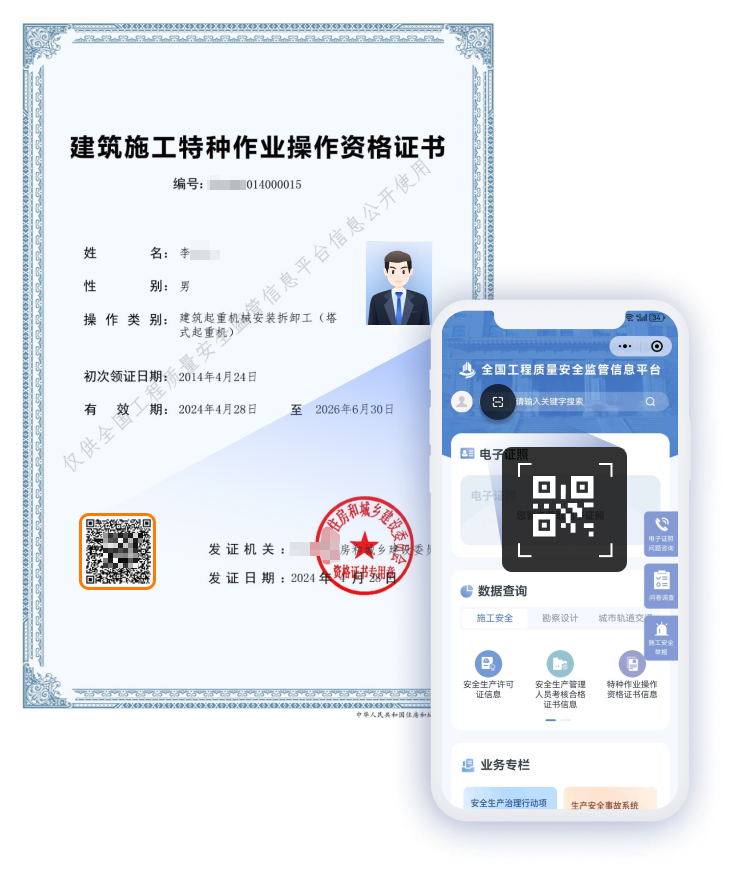 建筑施工特种作业操作资格证书
编号: 014000015
姓 名: 李
性 别: 男
操 作 类 别: 建筑起重机械安装拆卸工（塔
式起重机）
初次领证日期: 2014年4月24日
有 效 期: 2024年4月28日 至 2026年6月30日
仅供全国工程质量安全监管信息平台信息公开使用
发 证 机 关: 房和城乡建设委员
发 证 日 期: 2024 年 4 月 28 日
住房和城乡建设委员会
资格证书专用章
中华人民共和国住房和城
全国工程质量安全监管信息平台
请输入关键字搜索
电子证照
电子证照
电子证照
问题咨询
问卷调查
施工安全
举报
数据查询
施工安全 勘察设计 城市轨道交
安全生产许可
证信息
安全生产管理
人员考核合格
证书信息
特种作业操作
资格证书信息
业务专栏
安全生产治理行动项
生产安全事故系统